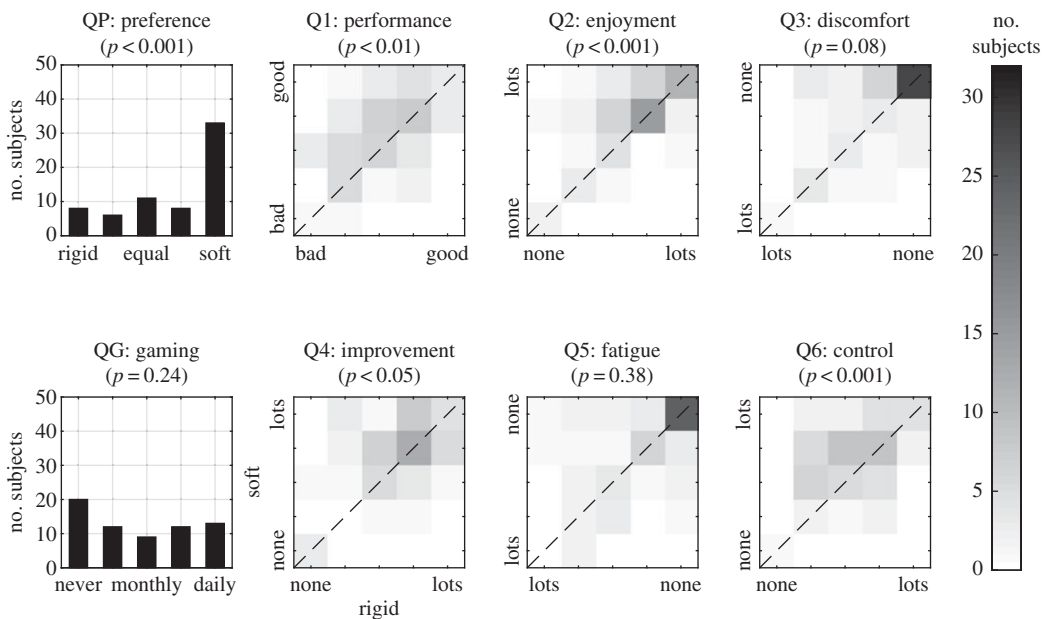 QP: preference
(p < 0.001)
50
40
30
20
10
0
no. subjects
rigid equal soft
Q1: performance
(p < 0.01)
good
bad
bad good
Q2: enjoyment
(p < 0.001)
lots
none
none lots
Q3: discomfort
(p = 0.08)
none
lots
lots none
no.
subjects
30
25
20
15
10
5
0
QG: gaming
(p = 0.24)
50
40
30
20
10
0
no. subjects
never monthly daily
Q4: improvement
(p < 0.05)
lots
none
soft
none lots
rigid
Q5: fatigue
(p = 0.38)
none
lots
lots none
Q6: control
(p < 0.001)
lots
none
none lots